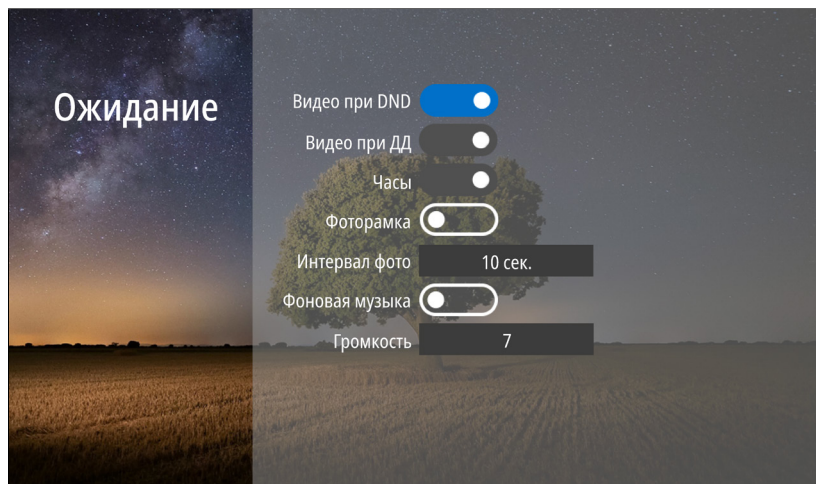 Ожидание
Видео при DND
Видео при ДД
Часы
Фоторамка
Интервал фото 10 сек.
Фоновая музыка
Громкость 7